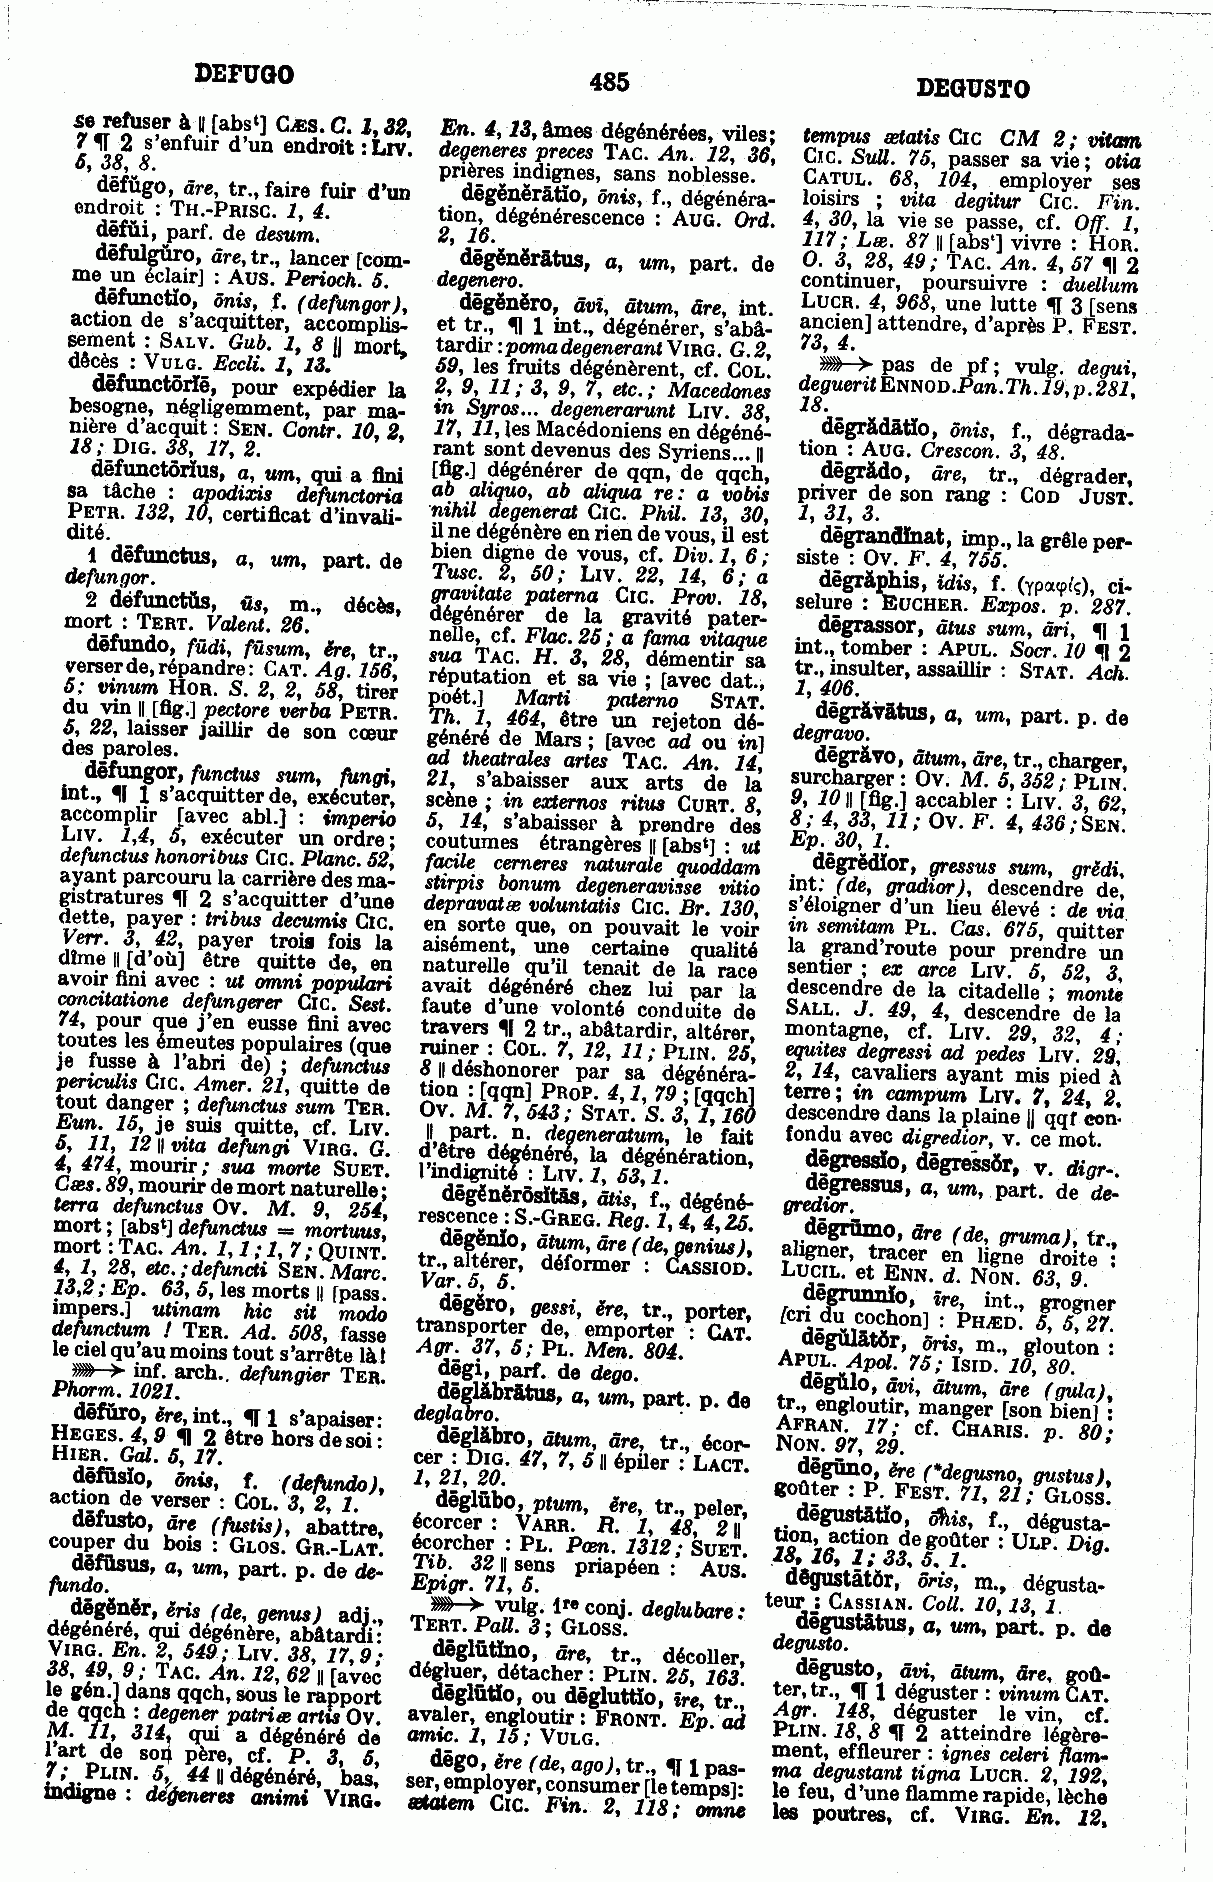 DEFUGO
485
DEGUSTO
se refuser à || [absᵗ] CÆS. C. 1, 32,
7 ¶ 2 s'enfuir d'un endroit : LIV.
5, 38, 8.
dēfŭgo, āre, tr., faire fuir d'un
endroit : TH.-PRISC. 1, 4.
dēfŭi, parf. de desum.
dēfulgŭro, āre, tr., lancer [com-
me un éclair] : AUS. Perioch. 5.
dēfunctĭo, ōnis, f. (defungor),
action de s'acquitter, accomplis-
sement : SALV. Gub. 1, 8 || mort,
décès : VULG. Eccli. 1, 13.
dēfunctōrĭē, pour expédier la
besogne, négligemment, par ma-
nière d'acquit : SEN. Contr. 10, 2,
18 ; DIG. 38, 17, 2.
dēfunctōrĭus, a, um, qui a fini
sa tâche : apodixis defunctoria
PETR. 132, 10, certificat d'invali-
dité.
1 dēfunctus, a, um, part. de
defungor.
2 dēfunctŭs, ūs, m., décès,
mort : TERT. Valent. 26.
dēfundo, fūdi, fūsum, ĕre, tr.,
verser de, répandre : CAT. Ag. 156,
5 : vinum HOR. S. 2, 2, 58, tirer
du vin || [fig.] pectore verba PETR.
5, 22, laisser jaillir de son cœur
des paroles.
dēfungor, functus sum, fungi,
int., ¶ 1 s'acquitter de, exécuter,
accomplir [avec abl.] : imperio
LIV. 1,4, 5, exécuter un ordre ;
defunctus honoribus CIC. Planc. 52,
ayant parcouru la carrière des ma-
gistratures ¶ 2 s'acquitter d'une
dette, payer : tribus decumis CIC.
Verr. 3, 42, payer trois fois la
dîme || [d'où] être quitte de, en
avoir fini avec : ut omni populari
concitatione defungerer CIC. Sest.
74, pour que j'en eusse fini avec
toutes les émeutes populaires (que
je fusse à l'abri de) ; defunctus
periculis CIC. Amer. 21, quitte de
tout danger ; defunctus sum TER.
Eun. 15, je suis quitte, cf. LIV.
5, 11, 12 || vita defungi VIRG. G.
4, 474, mourir ; sua morte SUET.
Cæs. 89, mourir de mort naturelle ;
terra defunctus OV. M. 9, 254,
mort ; [absᵗ] defunctus = mortuus,
mort : TAC. An. 1, 1 ; 1, 7 ; QUINT.
4, 1, 28, etc. ; defuncti SEN. Marc.
13,2 ; Ep. 63, 5, les morts || [pass.
impers.] utinam hic sit modo
defunctum ! TER. Ad. 508, fasse
le ciel qu'au moins tout s'arrête là !
⟫→ inf. arch. defungier TER.
Phorm. 1021.
dēfŭro, ĕre, int., ¶ 1 s'apaiser :
HEGES. 4, 9 ¶ 2 être hors de soi :
HIER. Gal. 5, 17.
dēfūsĭo, ōnis, f. (defundo),
action de verser : COL. 3, 2, 1.
dēfusto, āre (fustis), abattre,
couper du bois : GLOS. GR.-LAT.
dēfūsus, a, um, part. p. de de-
fundo.
dēgĕnĕr, ĕris (de, genus) adj.,
dégénéré, qui dégénère, abâtardi :
VIRG. En. 2, 549 ; LIV. 38, 17, 9 ;
38, 49, 9 ; TAC. An. 12, 62 || [avec
le gén.] dans qqch, sous le rapport
de qqch : degener patriæ artis OV.
M. 11, 314, qui a dégénéré de
l'art de son père, cf. P. 3, 5,
7 ; PLIN. 5, 44 || dégénéré, bas,
indigne : degeneres animi VIRG.
En. 4, 13, âmes dégénérées, viles ;
degeneres preces TAC. An. 12, 36,
prières indignes, sans noblesse.
dēgĕnĕrātĭo, ōnis, f., dégénéra-
tion, dégénérescence : AUG. Ord.
2, 16.
dēgĕnĕrātus, a, um, part. de
degenero.
dēgĕnĕro, āvī, ātum, āre, int.
et tr., ¶ 1 int., dégénérer, s'abâ-
tardir : poma degenerant VIRG. G. 2,
59, les fruits dégénèrent, cf. COL.
2, 9, 11 ; 3, 9, 7, etc. ; Macedones
in Syros... degenerarunt LIV. 38,
17, 11, les Macédoniens en dégéné-
rant sont devenus des Syriens... ||
[fig.] dégénérer de qqn, de qqch,
ab aliquo, ab aliqua re : a vobis
nihil degenerat CIC. Phil. 13, 30,
il ne dégénère en rien de vous, il est
bien digne de vous, cf. Div. 1, 6 ;
Tusc. 2, 50 ; LIV. 22, 14, 6 ; a
gravitate paterna CIC. Prov. 18,
dégénérer de la gravité pater-
nelle, cf. Flac. 25 ; a fama vitaque
sua TAC. H. 3, 28, démentir sa
réputation et sa vie ; [avec dat.,
poét.] Marti paterno STAT.
Th. 1, 464, être un rejeton dé-
généré de Mars ; [avec ad ou in]
ad theatrales artes TAC. An. 14,
21, s'abaisser aux arts de la
scène ; in externos ritus CURT. 8,
5, 14, s'abaisser à prendre des
coutumes étrangères || [absᵗ] : ut
facile cerneres naturale quoddam
stirpis bonum degeneravisse vitio
depravatæ voluntatis CIC. Br. 130,
en sorte que, on pouvait le voir
aisément, une certaine qualité
naturelle qu'il tenait de la race
avait dégénéré chez lui par la
faute d'une volonté conduite de
travers ¶ 2 tr., abâtardir, altérer,
ruiner : COL. 7, 12, 11 ; PLIN. 25,
8 || déshonorer par sa dégénéra-
tion : [qqn] PROP. 4, 1, 79 ; [qqch]
OV. M. 7, 543 ; STAT. S. 3, 1, 160
|| part. n. degeneratum, le fait
d'être dégénéré, la dégénération,
l'indignité : LIV. 1, 53, 1.
dēgĕnĕrōsĭtās, ātis, f., dégéné-
rescence : S.-GREG. Reg. 1, 4, 4, 25.
dēgĕnĭo, ātum, āre (de, genius),
tr., altérer, déformer : CASSIOD.
Var. 5, 5.
dēgĕro, gessi, ĕre, tr., porter,
transporter de, emporter : CAT.
Agr. 37, 5 ; PL. Men. 804.
dēgi, parf. de dego.
dēglăbrātus, a, um, part. p. de
deglabro.
dēglăbro, ātum, āre, tr., écor-
cer : DIG. 47, 7, 5 || épiler : LACT.
1, 21, 20.
dēglūbo, ptum, ĕre, tr., peler,
écorcer : VARR. R. 1, 48, 2 ||
écorcher : PL. Pœn. 1312 ; SUET.
Tib. 32 || sens priapéen : AUS.
Epigr. 71, 5.
⟫→ vulg. 1ʳᵉ conj. deglubare :
TERT. Pall. 3 ; GLOSS.
dēglūtĭno, āre, tr., décoller,
dégluer, détacher : PLIN. 25, 163.
dēglūtĭo, ou dēgluttĭo, īre, tr.,
avaler, engloutir : FRONT. Ep. ad
amic. 1, 15 ; VULG.
dēgo, ĕre (de, ago), tr., ¶ 1 pas-
ser, employer, consumer [le temps] :
ætatem CIC. Fin. 2, 118 ; omne
tempus ætatis CIC CM 2 ; vitam
CIC. Sull. 75, passer sa vie ; otia
CATUL. 68, 104, employer ses
loisirs ; vita degitur CIC. Fin.
4, 30, la vie se passe, cf. Off. 1,
117 ; Læ. 87 || [absᵗ] vivre : HOR.
O. 3, 28, 49 ; TAC. An. 4, 57 ¶ 2
continuer, poursuivre : duellum
LUCR. 4, 968, une lutte ¶ 3 [sens
ancien] attendre, d'après P. FEST.
73, 4.
⟫→ pas de pf ; vulg. degui,
deguerit ENNOD. Pan. Th. 19, p. 281,
18.
dēgrădātĭo, ōnis, f., dégrada-
tion : AUG. Crescon. 3, 48.
dēgrădo, āre, tr., dégrader,
priver de son rang : COD JUST.
1, 31, 3.
dēgrandĭnat, imp., la grêle per-
siste : OV. F. 4, 755.
dēgrăphis, idis, f. (γραφίς), ci-
selure : EUCHER. Expos. p. 287.
dēgrassor, ātus sum, āri, ¶ 1
int., tomber : APUL. Socr. 10 ¶ 2
tr., insulter, assaillir : STAT. Ach.
1, 406.
dēgrăvātus, a, um, part. p. de
degravo.
dēgrăvo, ātum, āre, tr., charger,
surcharger : OV. M. 5, 352 ; PLIN.
9, 10 || [fig.] accabler : LIV. 3, 62,
8 ; 4, 33, 11 ; OV. F. 4, 436 ; SEN.
Ep. 30, 1.
dēgrĕdĭor, gressus sum, grĕdi,
int. (de, gradior), descendre de,
s'éloigner d'un lieu élevé : de via
in semitam PL. Cas. 675, quitter
la grand'route pour prendre un
sentier ; ex arce LIV. 5, 52, 3,
descendre de la citadelle ; monte
SALL. J. 49, 4, descendre de la
montagne, cf. LIV. 29, 32, 4 ;
equites degressi ad pedes LIV. 29,
2, 14, cavaliers ayant mis pied à
terre ; in campum LIV. 7, 24, 2,
descendre dans la plaine || qqf con-
fondu avec digredior, v. ce mot.
dēgressĭo, dēgressŏr, v. digr-.
dēgressus, a, um, part. de de-
gredior.
dēgrūmo, āre (de, gruma), tr.,
aligner, tracer en ligne droite :
LUCIL. et ENN. d. NON. 63, 9.
dēgrunnĭo, īre, int., grogner
[cri du cochon] : PHÆD. 5, 5, 27.
dēgŭlātŏr, ōris, m., glouton :
APUL. Apol. 75 ; ISID. 10, 80.
dēgŭlo, āvi, ātum, āre (gula),
tr., engloutir, manger [son bien] :
AFRAN. 17 ; cf. CHARIS. p. 80 ;
NON. 97, 29.
dēgūno, ĕre (*degusno, gustus),
goûter : P. FEST. 71, 21 ; GLOSS.
dēgustātĭo, ōnis, f., dégusta-
tion, action de goûter : ULP. Dig.
18, 16, 1 ; 33, 5, 1.
dēgustātŏr, ōris, m., dégusta-
teur : CASSIAN. Coll. 10, 13, 1.
dēgustātus, a, um, part. p. de
degusto.
dēgusto, āvi, ātum, āre, goû-
ter, tr., ¶ 1 déguster : vinum CAT.
Agr. 148, déguster le vin, cf.
PLIN. 18, 8 ¶ 2 atteindre légère-
ment, effleurer : ignes celeri flam-
ma degustant tigna LUCR. 2, 192,
le feu, d'une flamme rapide, lèche
les poutres, cf. VIRG. En. 12,